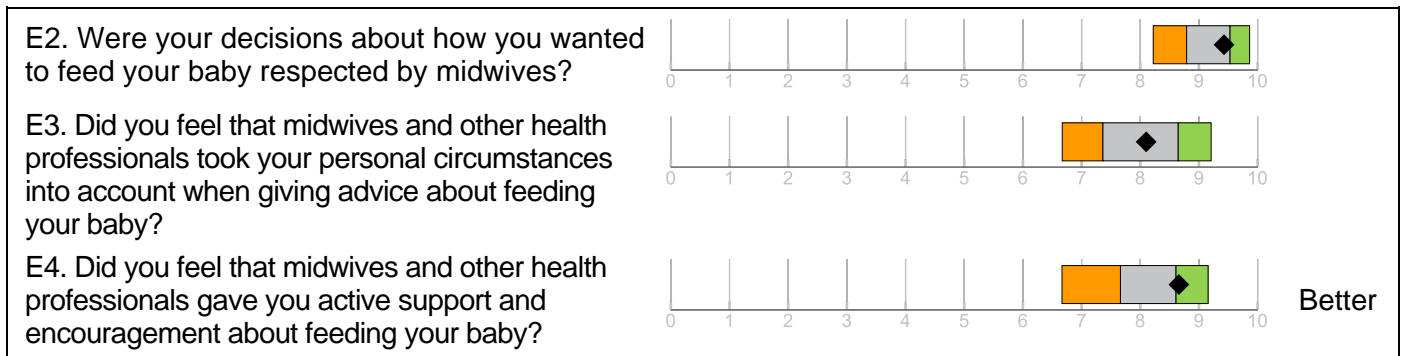 E2. Were your decisions about how you wanted
to feed your baby respected by midwives?
0 1 2 3 4 5 6 7 8 9 10
E3. Did you feel that midwives and other health
professionals took your personal circumstances
into account when giving advice about feeding
your baby?
0 1 2 3 4 5 6 7 8 9 10
E4. Did you feel that midwives and other health
professionals gave you active support and
encouragement about feeding your baby?
0 1 2 3 4 5 6 7 8 9 10
Better